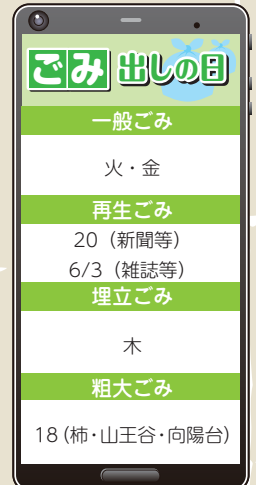 ごみ出しの日
一般ごみ
火・金
再生ごみ
20（新聞等）
6/3（雑誌等）
埋立ごみ
木
粗大ごみ
18（柿・山王谷・向陽台）